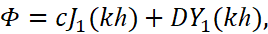 Φ = cJ₁(kh) + DY₁(kh),